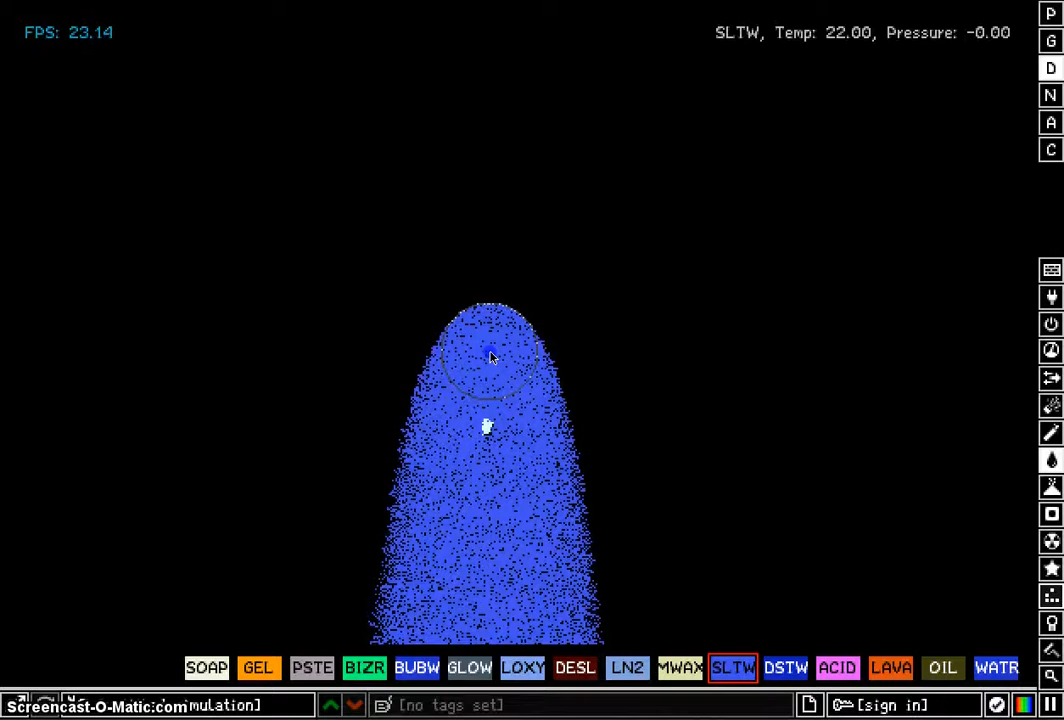 FPS: 23.14
SLTW, Temp: 22.00, Pressure: -0.00
P
G
D
N
A
C
SOAP GEL PSTE BIZR BUBW GLOW LOXY DESL LN2 MWAX SLTW DSTW ACID LAVA OIL WATR
Screencast-O-Matic.com mulation] [no tags set] [sign in]